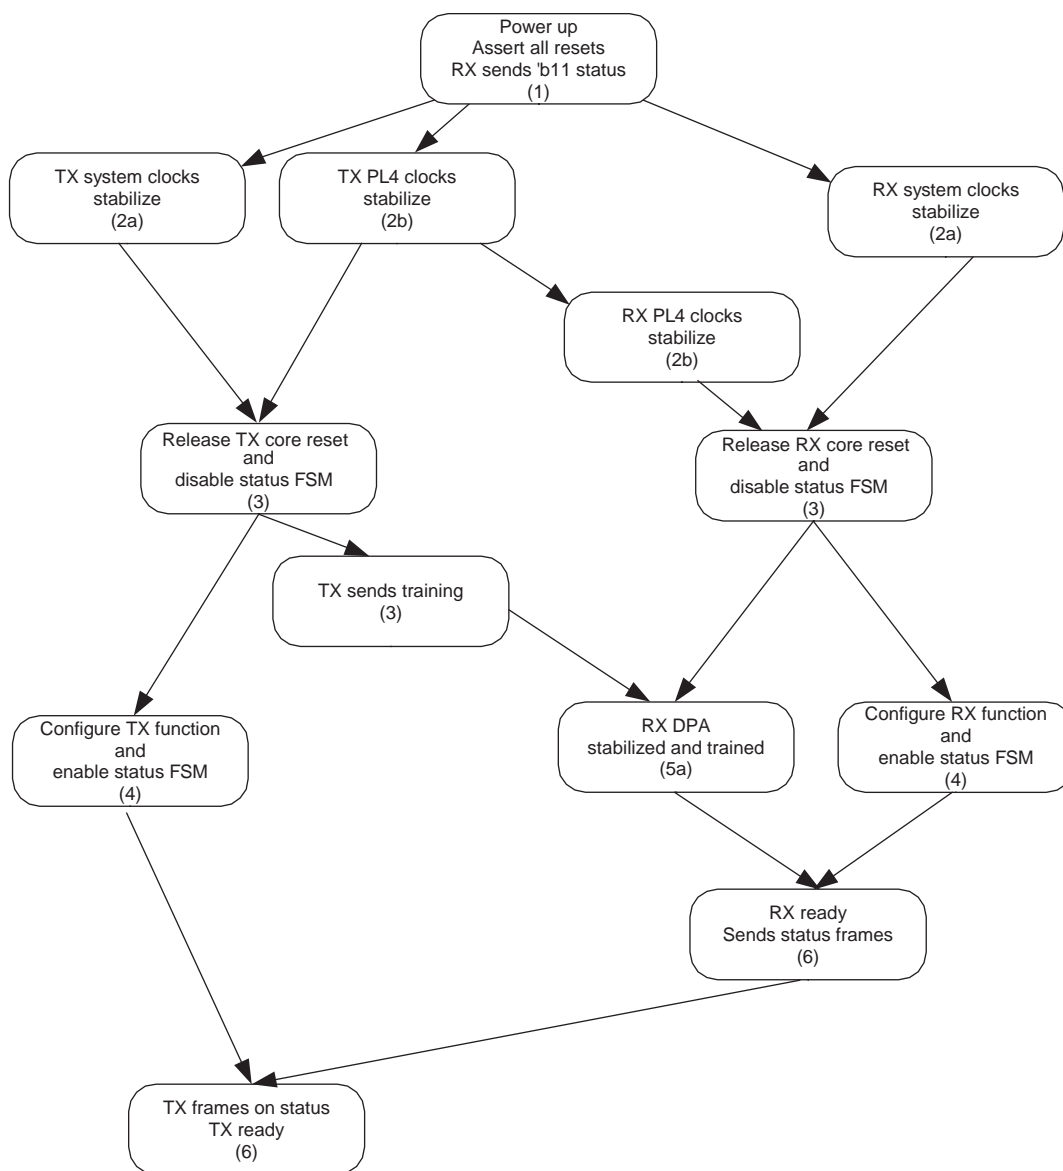 Power up
Assert all resets
RX sends 'b11 status
(1)
TX system clocks
stabilize
(2a)
TX PL4 clocks
stabilize
(2b)
RX system clocks
stabilize
(2a)
RX PL4 clocks
stabilize
(2b)
Release TX core reset
and
disable status FSM
(3)
Release RX core reset
and
disable status FSM
(3)
TX sends training
(3)
Configure TX function
and
enable status FSM
(4)
RX DPA
stabilized and trained
(5a)
Configure RX function
and
enable status FSM
(4)
RX ready
Sends status frames
(6)
TX frames on status
TX ready
(6)